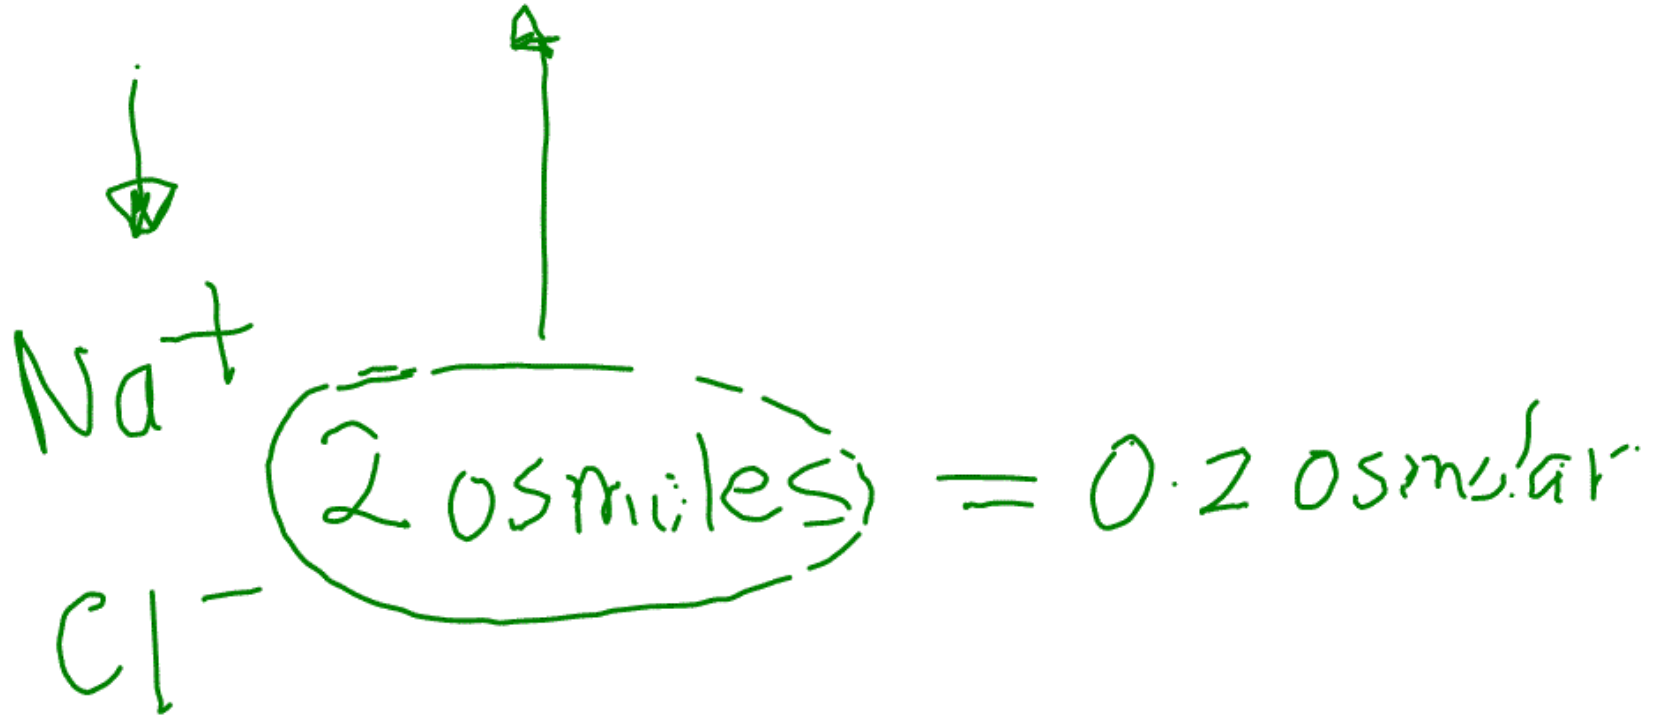 Na+
2 osmoles = 0.2 osmolar
Cl−